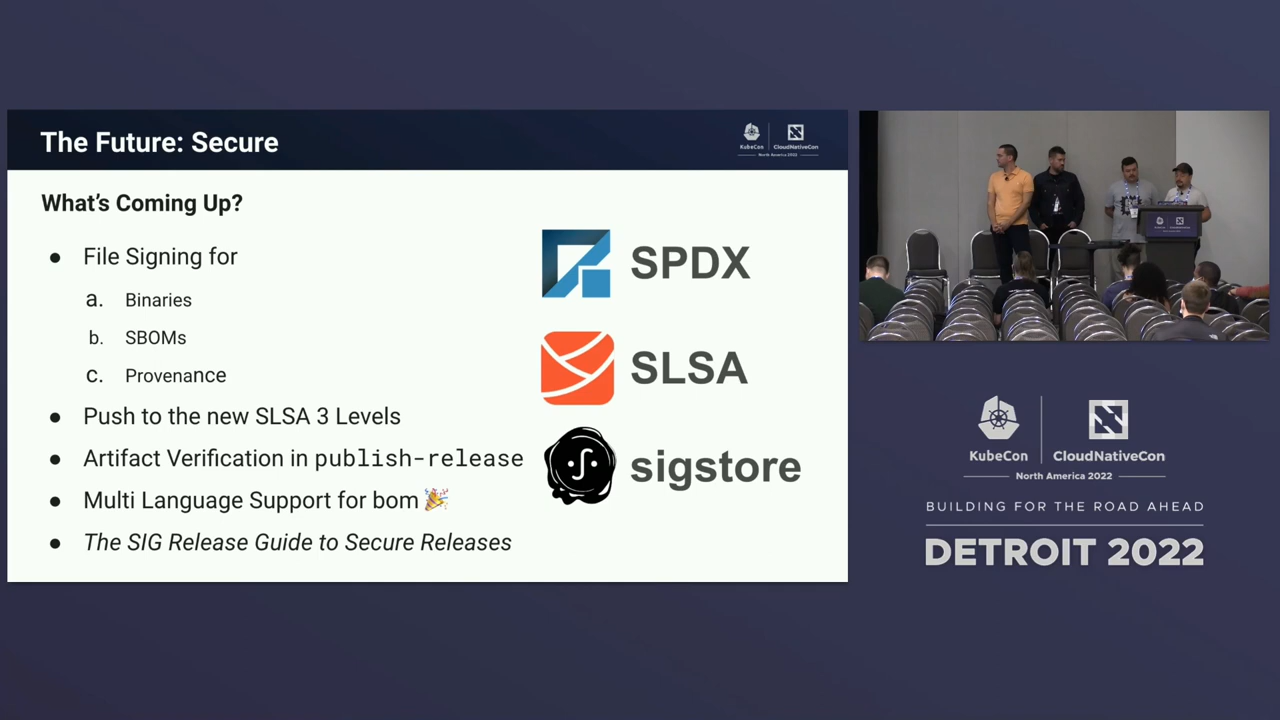 The Future: Secure
KubeCon
CloudNativeCon
North America 2022
What's Coming Up?
● File Signing for
a. Binaries
b. SBOMs
c. Provenance
● Push to the new SLSA 3 Levels
● Artifact Verification in publish-release
● Multi Language Support for bom 🎉
● The SIG Release Guide to Secure Releases
SPDX
SLSA
sigstore
KubeCon
CloudNativeCon
North America 2022
BUILDING FOR THE ROAD AHEAD
DETROIT 2022